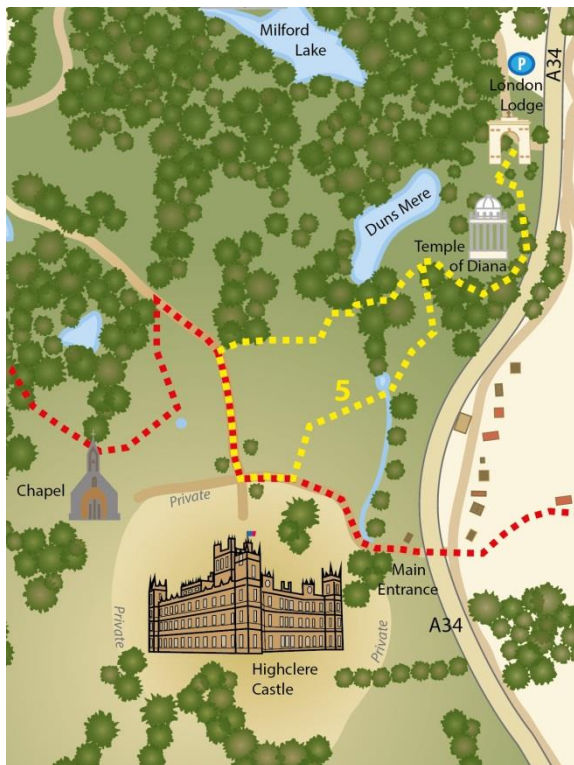 Milford
Lake
P
London
Lodge
A34
Duns Mere
Temple
of Diana
5
Chapel
Private
Main
Entrance
Private
Private
A34
Highclere
Castle